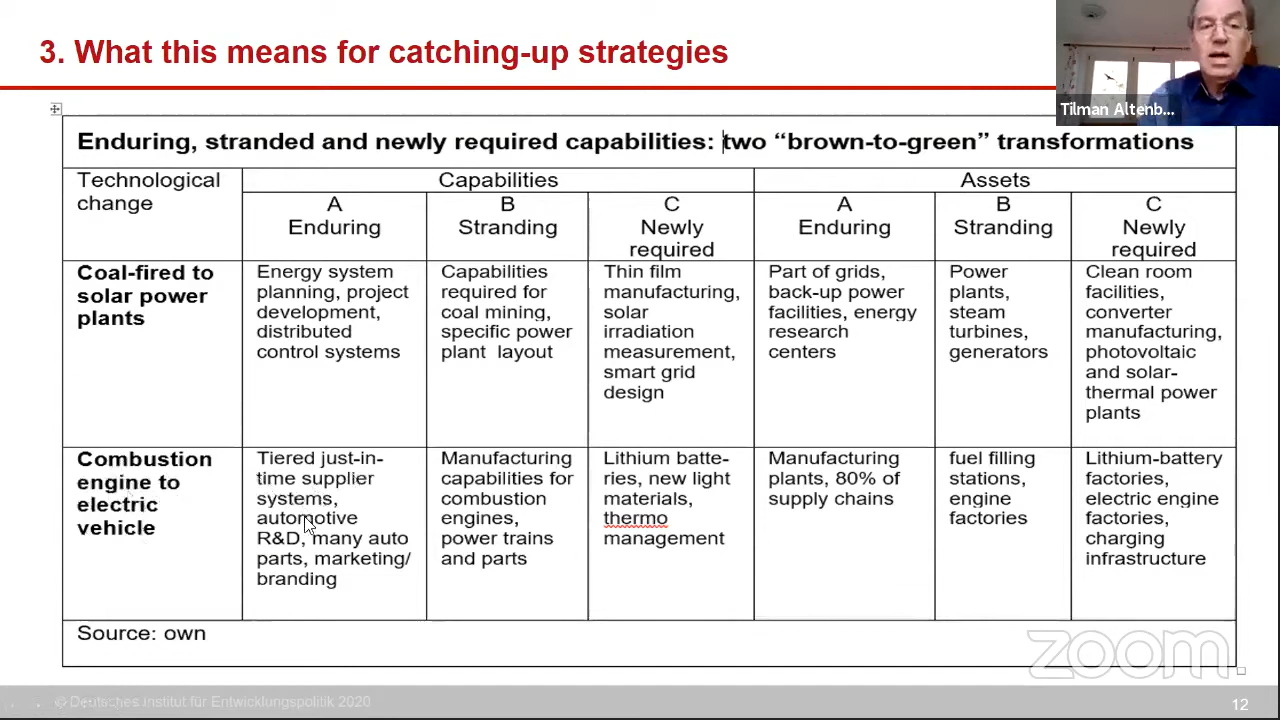 3. What this means for catching-up strategies
Tilman Altenb...
Enduring, stranded and newly required capabilities: two “brown-to-green” transformations
Technological
change
Capabilities
Assets
A
Enduring
B
Stranding
C
Newly
required
A
Enduring
B
Stranding
C
Newly
required
Coal-fired to
solar power
plants
Energy system
planning, project
development,
distributed
control systems
Capabilities
required for
coal mining,
specific power
plant layout
Thin film
manufacturing,
solar
irradiation
measurement,
smart grid
design
Part of grids,
back-up power
facilities, energy
research
centers
Power
plants,
steam
turbines,
generators
Clean room
facilities,
converter
manufacturing,
photovoltaic
and solar-
thermal power
plants
Combustion
engine to
electric
vehicle
Tiered just-in-
time supplier
systems,
automotive
R&D, many auto
parts, marketing/
branding
Manufacturing
capabilities for
combustion
engines,
power trains
and parts
Lithium batte-
ries, new light
materials,
thermo
management
Manufacturing
plants, 80% of
supply chains
fuel filling
stations,
engine
factories
Lithium-battery
factories,
electric engine
factories,
charging
infrastructure
Source: own
zoom
© Deutsches Institut für Entwicklungspolitik 2020
12